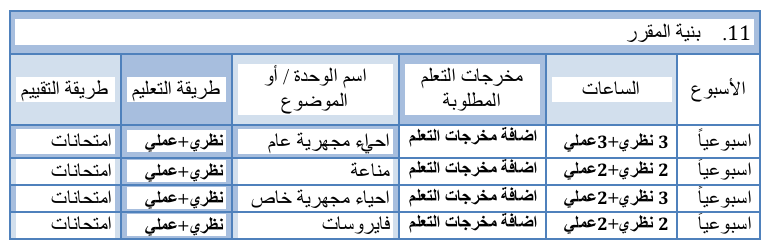 11. بنية المقرر
الأسبوع الساعات مخرجات التعلم المطلوبة اسم الوحدة / أو الموضوع طريقة التعليم طريقة التقييم
اسبوعياً 3 نظري+3عملي اضافة مخرجات التعلم احياء مجهرية عام نظري+عملي امتحانات
اسبوعياً 2 نظري+2عملي اضافة مخرجات التعلم مناعة نظري+عملي امتحانات
اسبوعياً 3 نظري+2عملي اضافة مخرجات التعلم احياء مجهرية خاص نظري+عملي امتحانات
اسبوعياً 2 نظري+2عملي اضافة مخرجات التعلم فايروسات نظري+عملي امتحانات